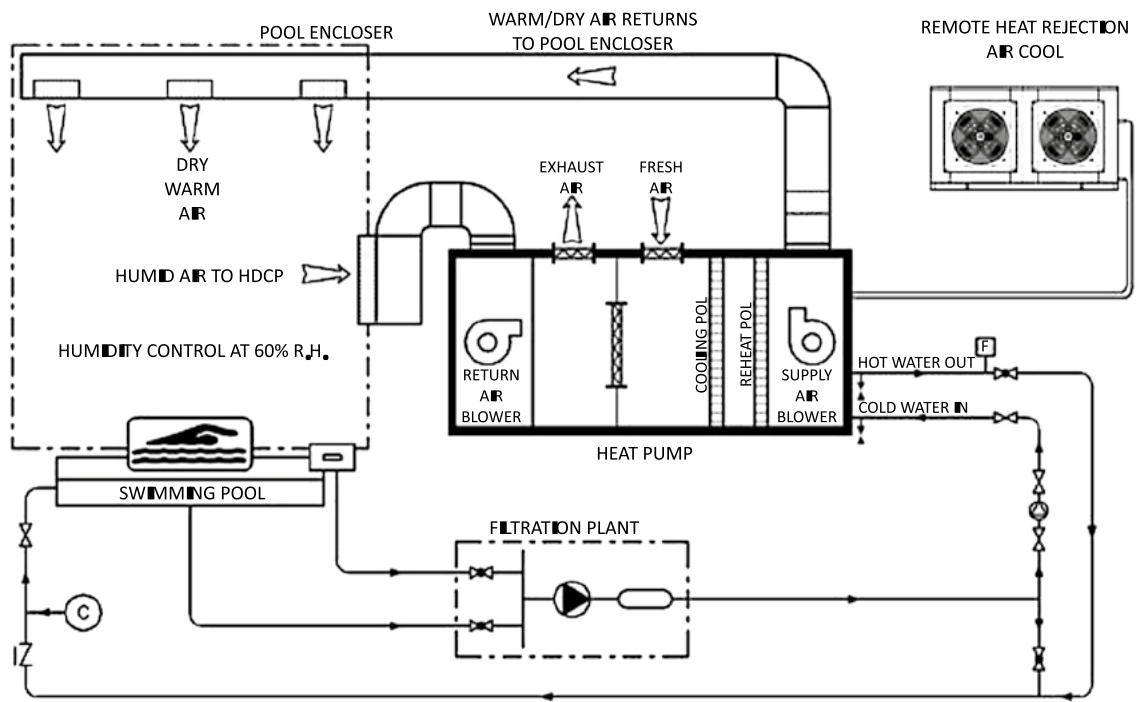 POOL ENCLOSER
WARM/DRY AIR RETURNS
TO POOL ENCLOSER
REMOTE HEAT REJECTION
AIR COOL
DRY
WARM
AIR
EXHAUST
AIR
FRESH
AIR
HUMID AIR TO HDCP
HUMIDITY CONTROL AT 60% R.H.
RETURN
AIR
BLOWER
COOLING POL
REHEAT POL
SUPPLY
AIR
BLOWER
HOT WATER OUT
F
COLD WATER IN
HEAT PUMP
SWIMMING POOL
FILTRATION PLANT
C